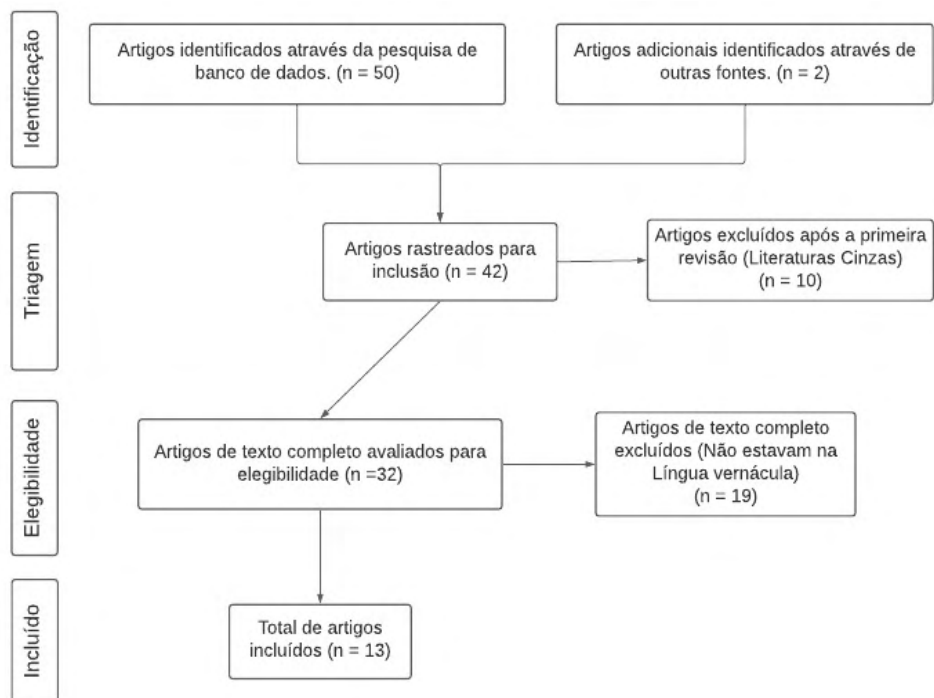 Identificação
Artigos identificados através da pesquisa de
banco de dados. (n = 50)
Artigos adicionais identificados através de
outras fontes. (n = 2)
Triagem
Artigos rastreados para
inclusão (n = 42)
Artigos excluídos após a primeira
revisão (Literaturas Cinzas)
(n = 10)
Elegibilidade
Artigos de texto completo avaliados para
elegibilidade (n =32)
Artigos de texto completo
excluídos (Não estavam na
Língua vernácula)
(n = 19)
Incluído
Total de artigos
incluídos (n = 13)